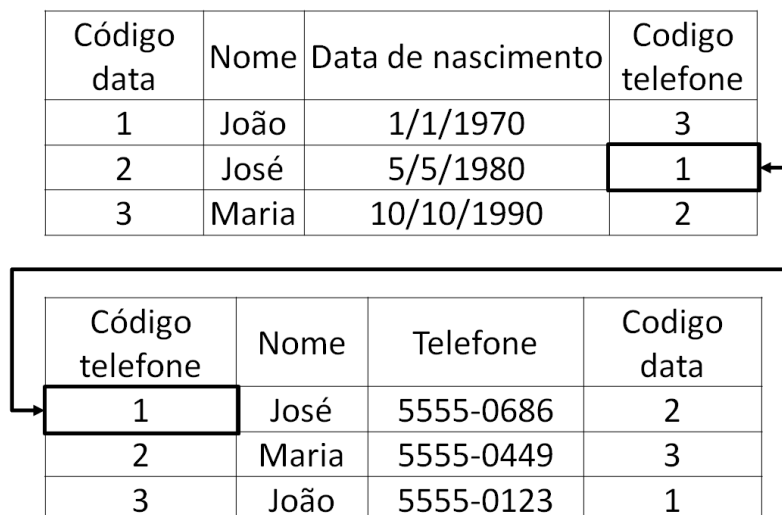 Código data Nome Data de nascimento Codigo telefone
1 João 1/1/1970 3
2 José 5/5/1980 1
3 Maria 10/10/1990 2
Código telefone Nome Telefone Codigo data
1 José 5555-0686 2
2 Maria 5555-0449 3
3 João 5555-0123 1